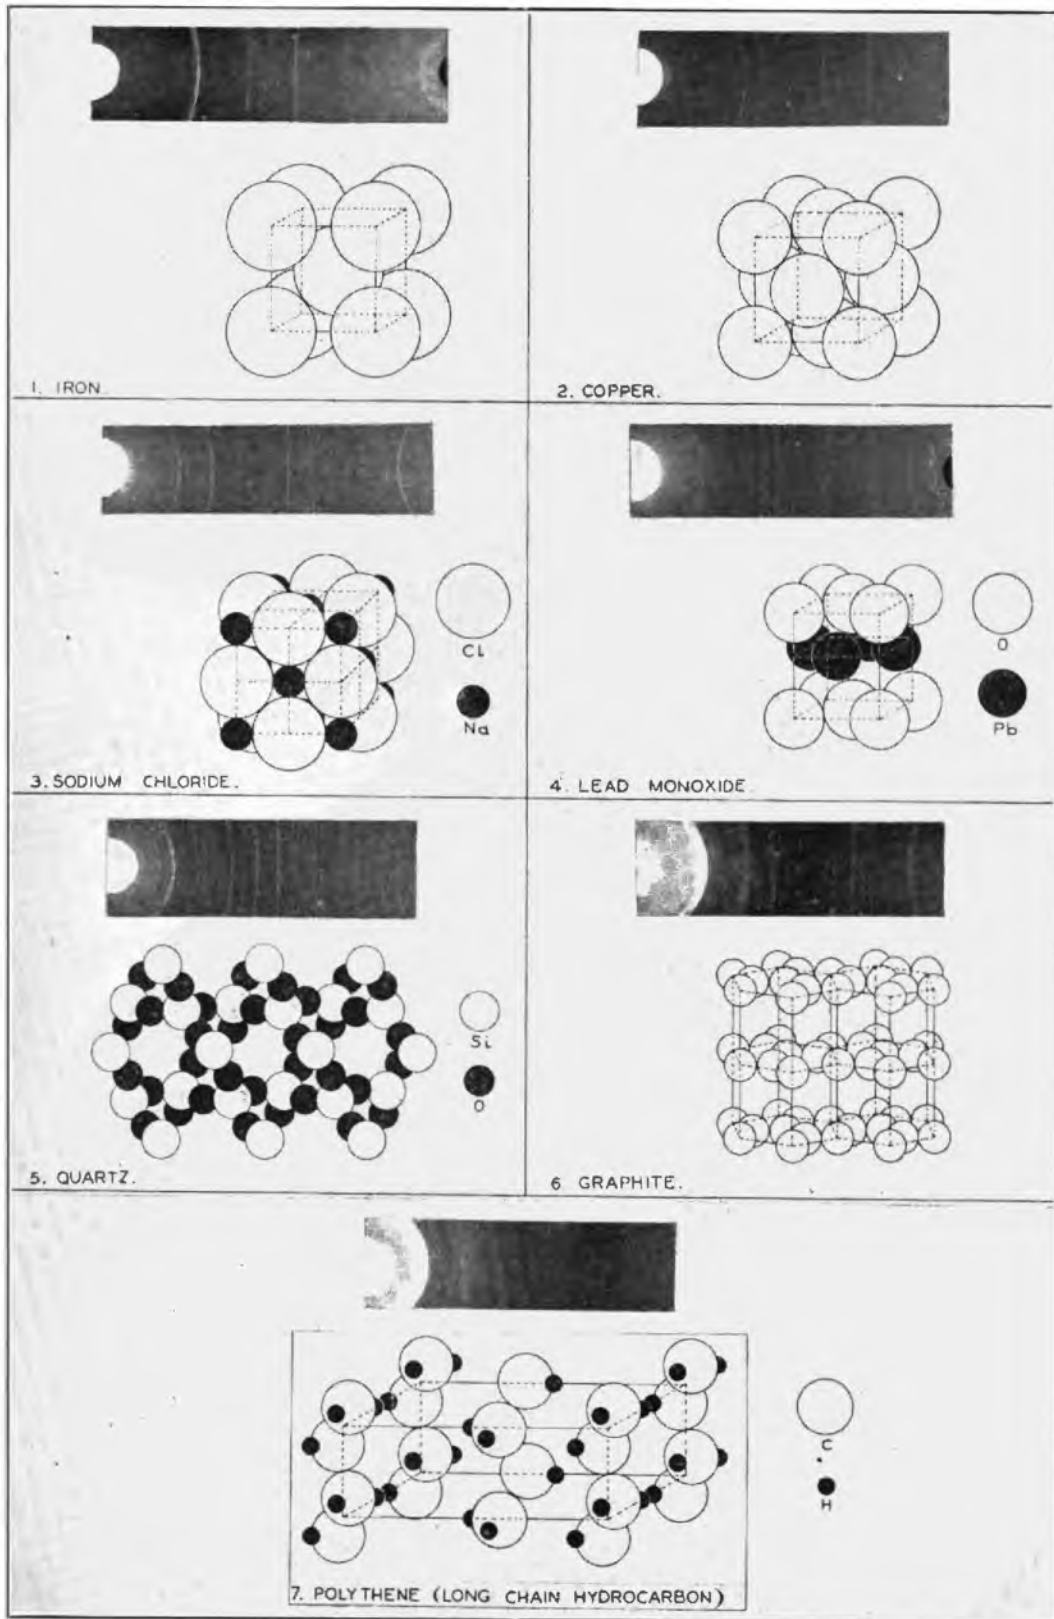 1. IRON.
2. COPPER.
Cl
Na
3. SODIUM CHLORIDE.
O
Pb
4. LEAD MONOXIDE.
Si
O
5. QUARTZ.
6 GRAPHITE.
C
H
7. POLYTHENE (LONG CHAIN HYDROCARBON)